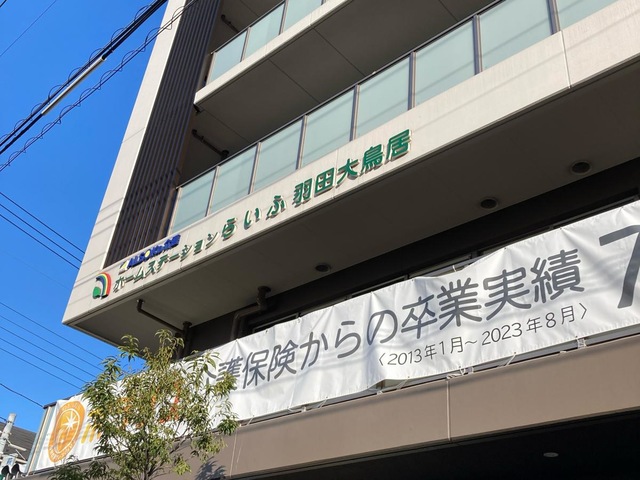 ホームステーションらいふ羽田大鳥居
護保険からの卒業実績 7
〈2013年1月～2023年8月〉